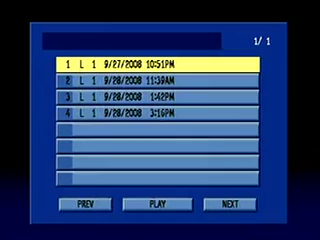 1/ 1
1 L 1 9/27/2008 10:51PM
2 L 1 9/28/2008 11:39AM
3 L 1 9/28/2008 1:42PM
4 L 1 9/28/2008 3:16PM
PREV PLAY NEXT